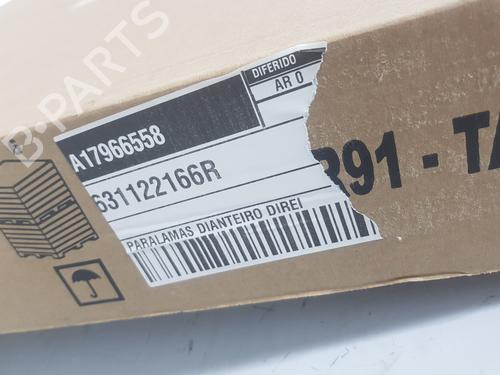 B-PARTS
DIFERIDO
AR 0
A17966558
631122166R
PARALAMAS DIANTEIRO DIREI
R91 - TA